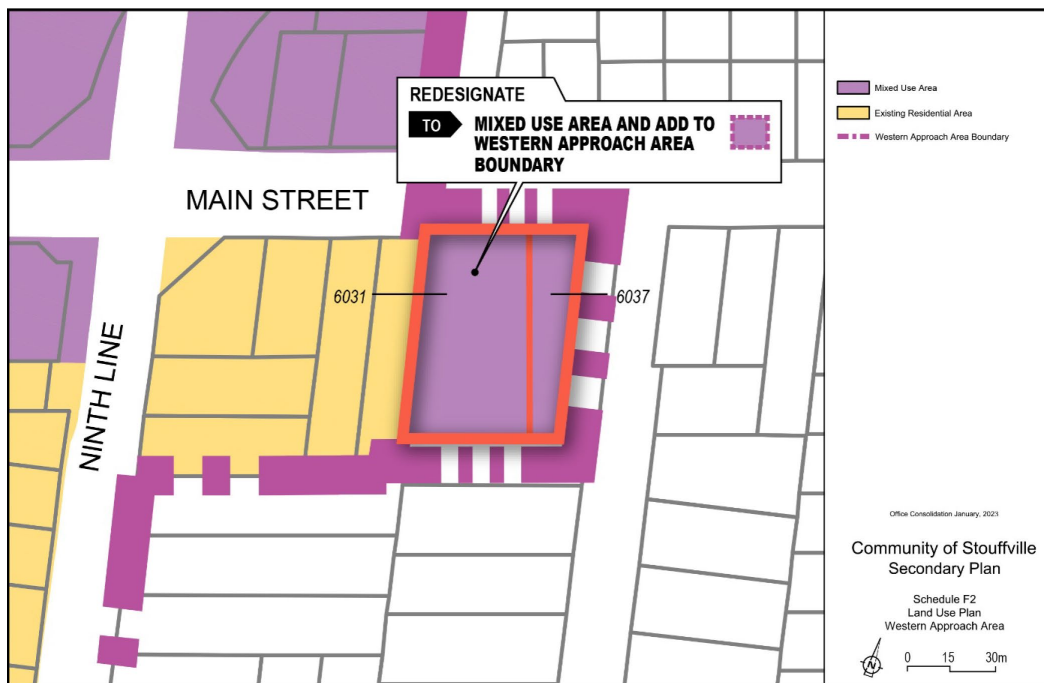 REDESIGNATE
TO
MIXED USE AREA AND ADD TO
WESTERN APPROACH AREA
BOUNDARY
MAIN STREET
6031
6037
NINTH LINE
Mixed Use Area
Existing Residential Area
Western Approach Area Boundary
Office Consolidation January, 2023
Community of Stouffville
Secondary Plan
Schedule F2
Land Use Plan
Western Approach Area
N
0 15 30m